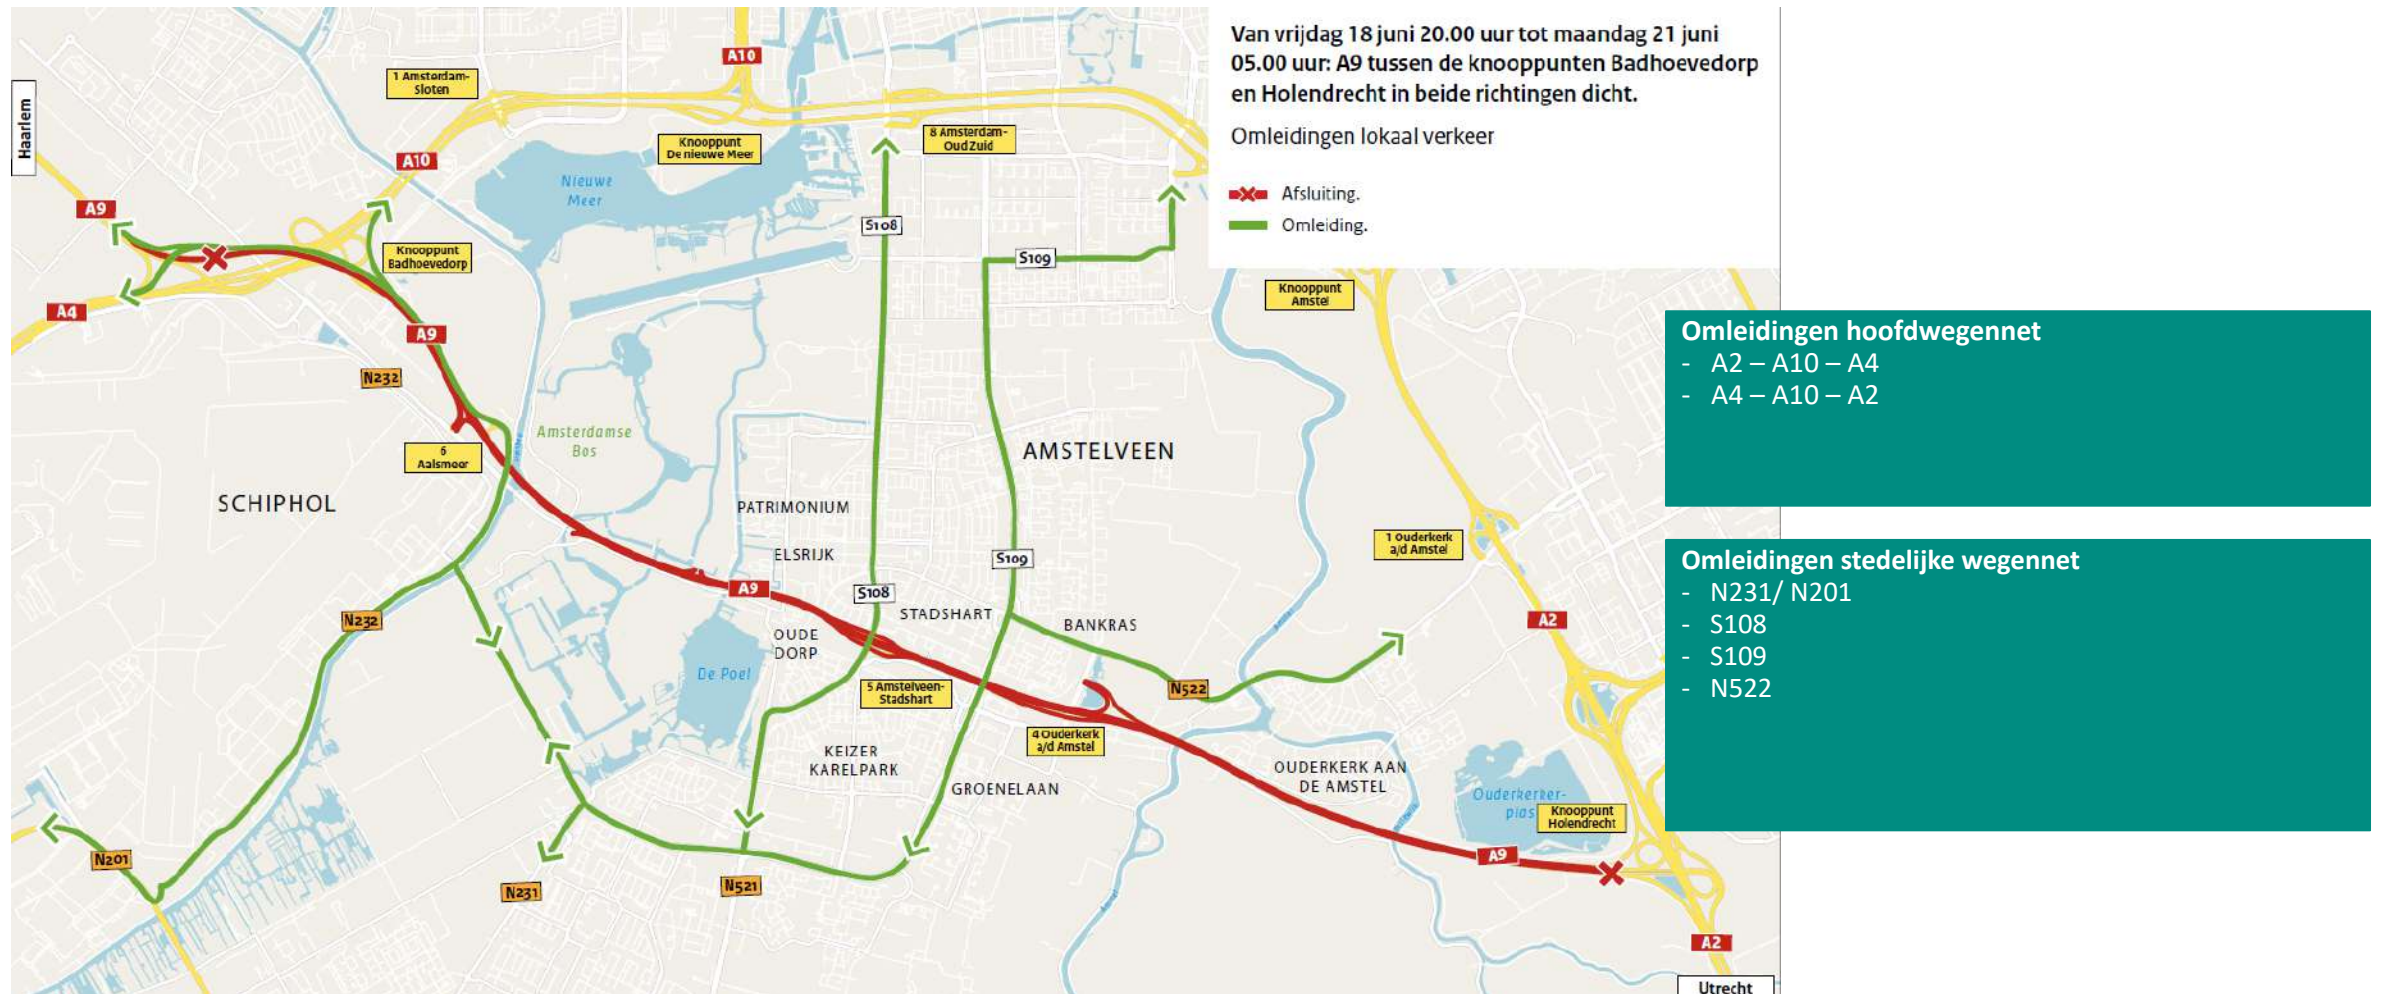 Van vrijdag 18 juni 20.00 uur tot maandag 21 juni
05.00 uur: A9 tussen de knooppunten Badhoevedorp
en Holendrecht in beide richtingen dicht.
Omleidingen lokaal verkeer
Afsluiting.
Omleiding.
A10
1 Amsterdam-
Sloten
Haarlem
Knooppunt
De nieuwe Meer
8 Amsterdam-
Oud Zuid
A10
Nieuwe
Meer
A9
S108
Knooppunt
Badhoevedorp
S109
Knooppunt
Amstel
A4
A9
N232
Amsterdamse
Bos
6
Aalsmeer
AMSTELVEEN
SCHIPHOL
PATRIMONIUM
1 Ouderkerk
a/d Amstel
ELSRIJK
S109
A9
S108
STADSHART
N232
BANKRAS
A2
OUDE
DORP
De Poel
5 Amstelveen-
Stadshart
N522
4 Ouderkerk
a/d Amstel
KEIZER
KARELPARK
GROENELAAN
OUDERKERK AAN
DE AMSTEL
Ouderkerker-
plas
Knooppunt
Holendrecht
N201
A9
N231
N521
A2
Utrecht
Omleidingen hoofdwegennet
- A2 – A10 – A4
- A4 – A10 – A2
Omleidingen stedelijke wegennet
- N231/ N201
- S108
- S109
- N522